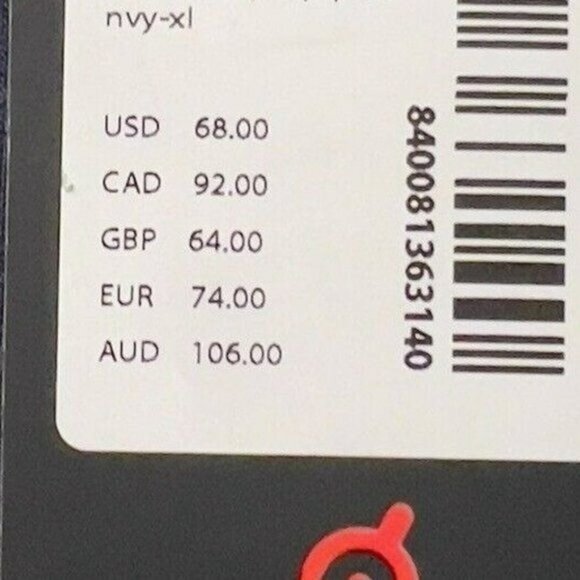 nvy-xl
USD 68.00
CAD 92.00
GBP 64.00
EUR 74.00
AUD 106.00
840081363140